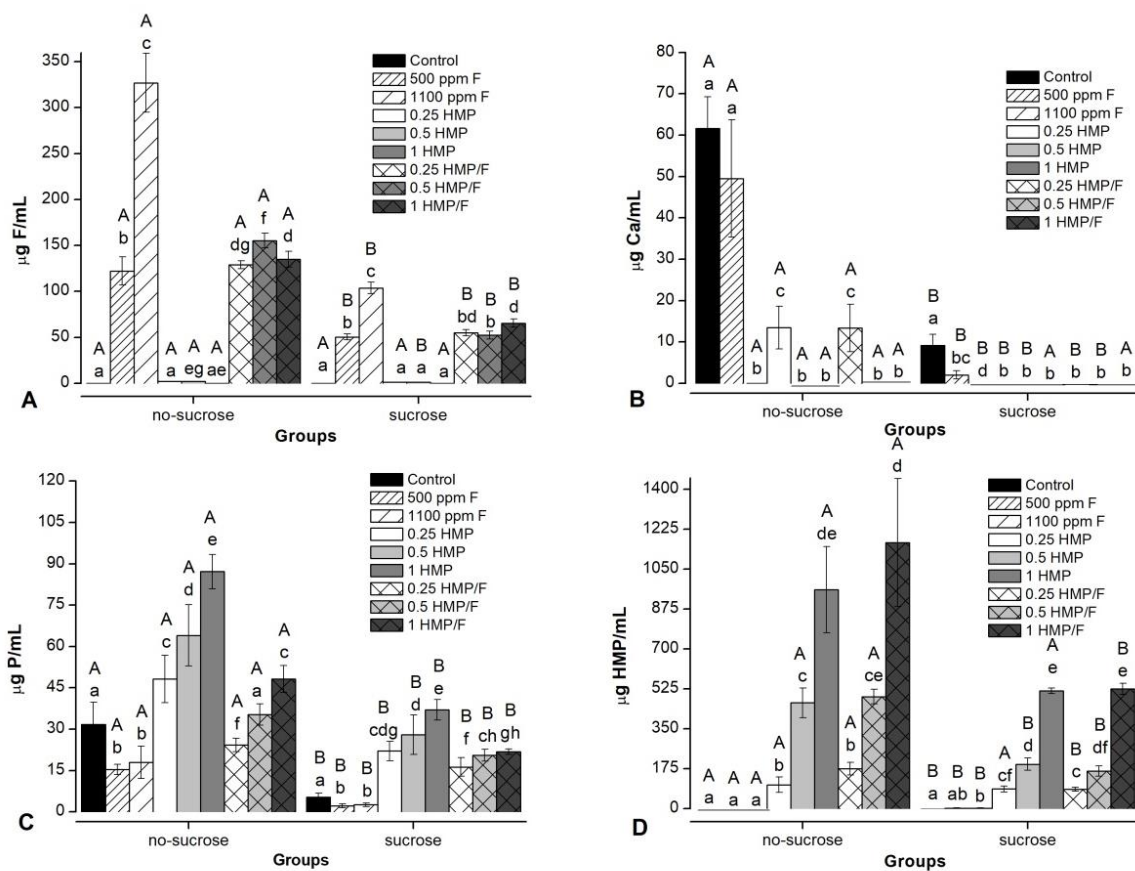 350
300
250
200
150
100
50
0
µg F/mL
A
a
A
b
A
c
A
a
A
eg
A
ae
A
dg
A
f
A
d
A
a
B
b
B
c
A
a
B
a
A
a
B
bd
B
b
B
d
Control
500 ppm F
1100 ppm F
0.25 HMP
0.5 HMP
1 HMP
0.25 HMP/F
0.5 HMP/F
1 HMP/F
no-sucrose
sucrose
Groups
A
80
70
60
50
40
30
20
10
0
µg Ca/mL
A
a
A
a
A
b
A
c
A
b
A
b
A
c
A
b
A
b
B
a
B
bc
B
d
B
b
B
b
A
b
B
b
B
b
A
b
Control
500 ppm F
1100 ppm F
0.25 HMP
0.5 HMP
1 HMP
0.25 HMP/F
0.5 HMP/F
1 HMP/F
no-sucrose
sucrose
Groups
B
120
105
90
75
60
45
30
15
0
µg P/mL
A
a
A
b
A
b
A
c
A
d
A
e
A
f
A
a
A
c
B
a
B
b
B
b
B
cdg
B
d
B
e
B
f
B
ch
B
gh
Control
500 ppm F
1100 ppm F
0.25 HMP
0.5 HMP
1 HMP
0.25 HMP/F
0.5 HMP/F
1 HMP/F
no-sucrose
sucrose
Groups
C
1400
1225
1050
875
700
525
350
175
0
µg HMP/mL
A
a
A
a
A
a
A
b
A
c
A
de
A
b
A
ce
A
d
B
a
B
ab
B
b
A
cf
B
d
A
e
B
c
B
df
B
e
Control
500 ppm F
1100 ppm F
0.25 HMP
0.5 HMP
1 HMP
0.25 HMP/F
0.5 HMP/F
1 HMP/F
no-sucrose
sucrose
Groups
D